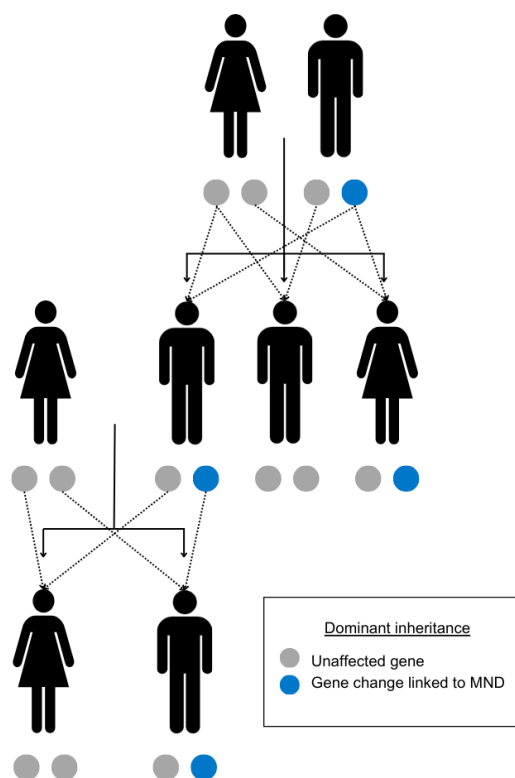 Dominant inheritance
Unaffected gene
Gene change linked to MND